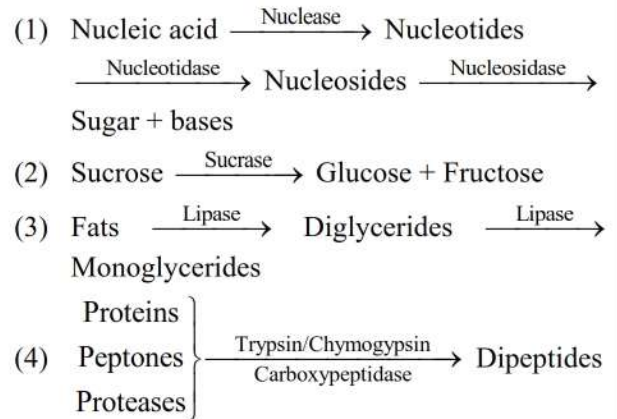 (1) Nucleic acid —Nuclease→ Nucleotides
—Nucleotidase→ Nucleosides —Nucleosidase→
Sugar + bases
(2) Sucrose —Sucrase→ Glucose + Fructose
(3) Fats —Lipase→ Diglycerides —Lipase→
Monoglycerides
Proteins
(4) Peptones } —Trypsin/Chymogypsin / Carboxypeptidase→ Dipeptides
Proteases